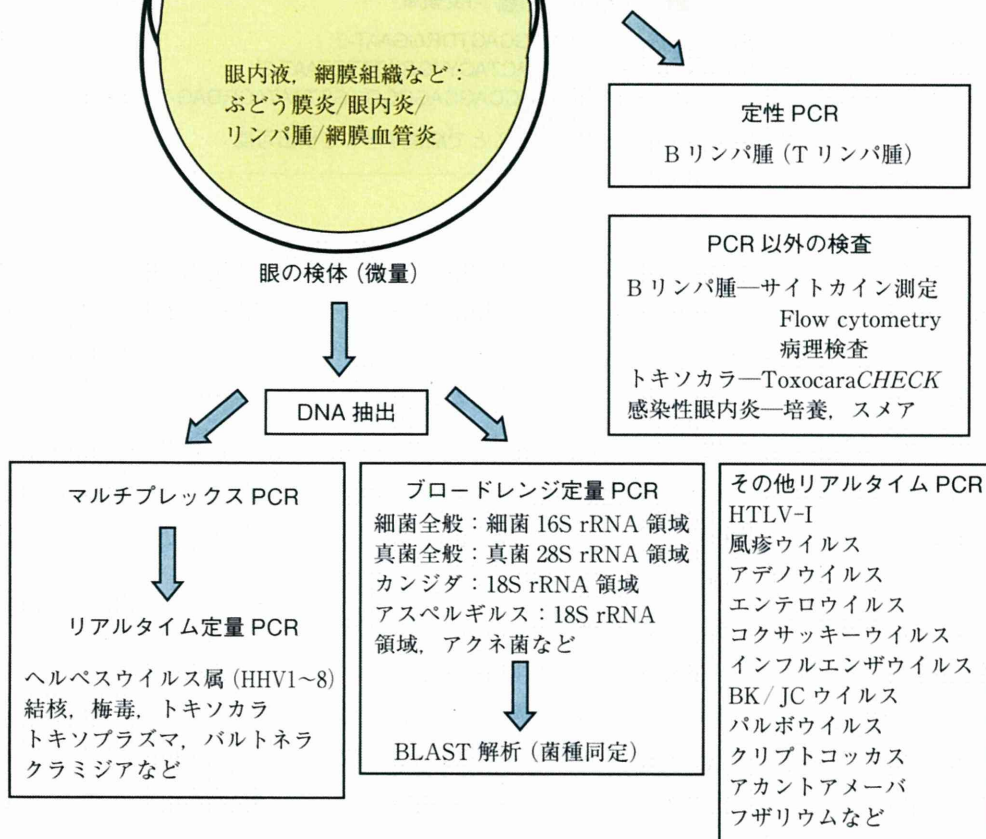 眼内液，網膜組織など：
ぶどう膜炎/眼内炎/
リンパ腫/網膜血管炎
眼の検体（微量）
DNA 抽出
定性 PCR
B リンパ腫（T リンパ腫）
PCR 以外の検査
B リンパ腫―サイトカイン測定
Flow cytometry
病理検査
トキソカラ―ToxocaraCHECK
感染性眼内炎―培養，スメア
マルチプレックス PCR
リアルタイム定量 PCR
ヘルペスウイルス属（HHV1～8）
結核，梅毒，トキソカラ
トキソプラズマ，バルトネラ
クラミジアなど
ブロードレンジ定量 PCR
細菌全般：細菌 16S rRNA 領域
真菌全般：真菌 28S rRNA 領域
カンジダ：18S rRNA 領域
アスペルギルス：18S rRNA
領域，アクネ菌など
BLAST 解析（菌種同定）
その他リアルタイム PCR
HTLV-I
風疹ウイルス
アデノウイルス
エンテロウイルス
コクサッキーウイルス
インフルエンザウイルス
BK / JC ウイルス
パルボウイルス
クリプトコッカス
アカントアメーバ
フザリウムなど